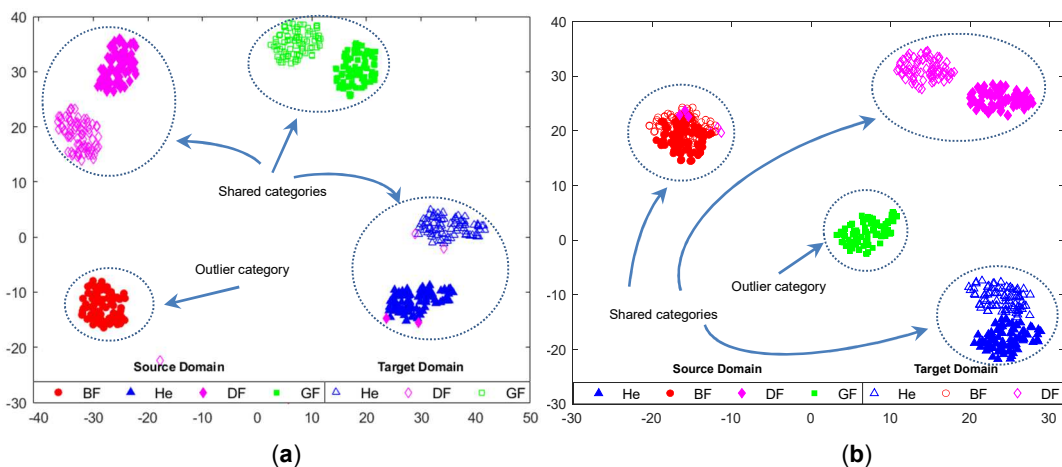 40
30
20
10
0
-10
-20
-30
Shared categories
Outlier category
Source Domain Target Domain
BF He DF GF He DF GF
-40 -30 -20 -10 0 10 20 30 40 50
(a)
40
30
20
10
0
-10
-20
-30
Outlier category
Shared categories
Source Domain Target Domain
He BF DF GF He BF DF
-30 -20 -10 0 10 20 30
(b)